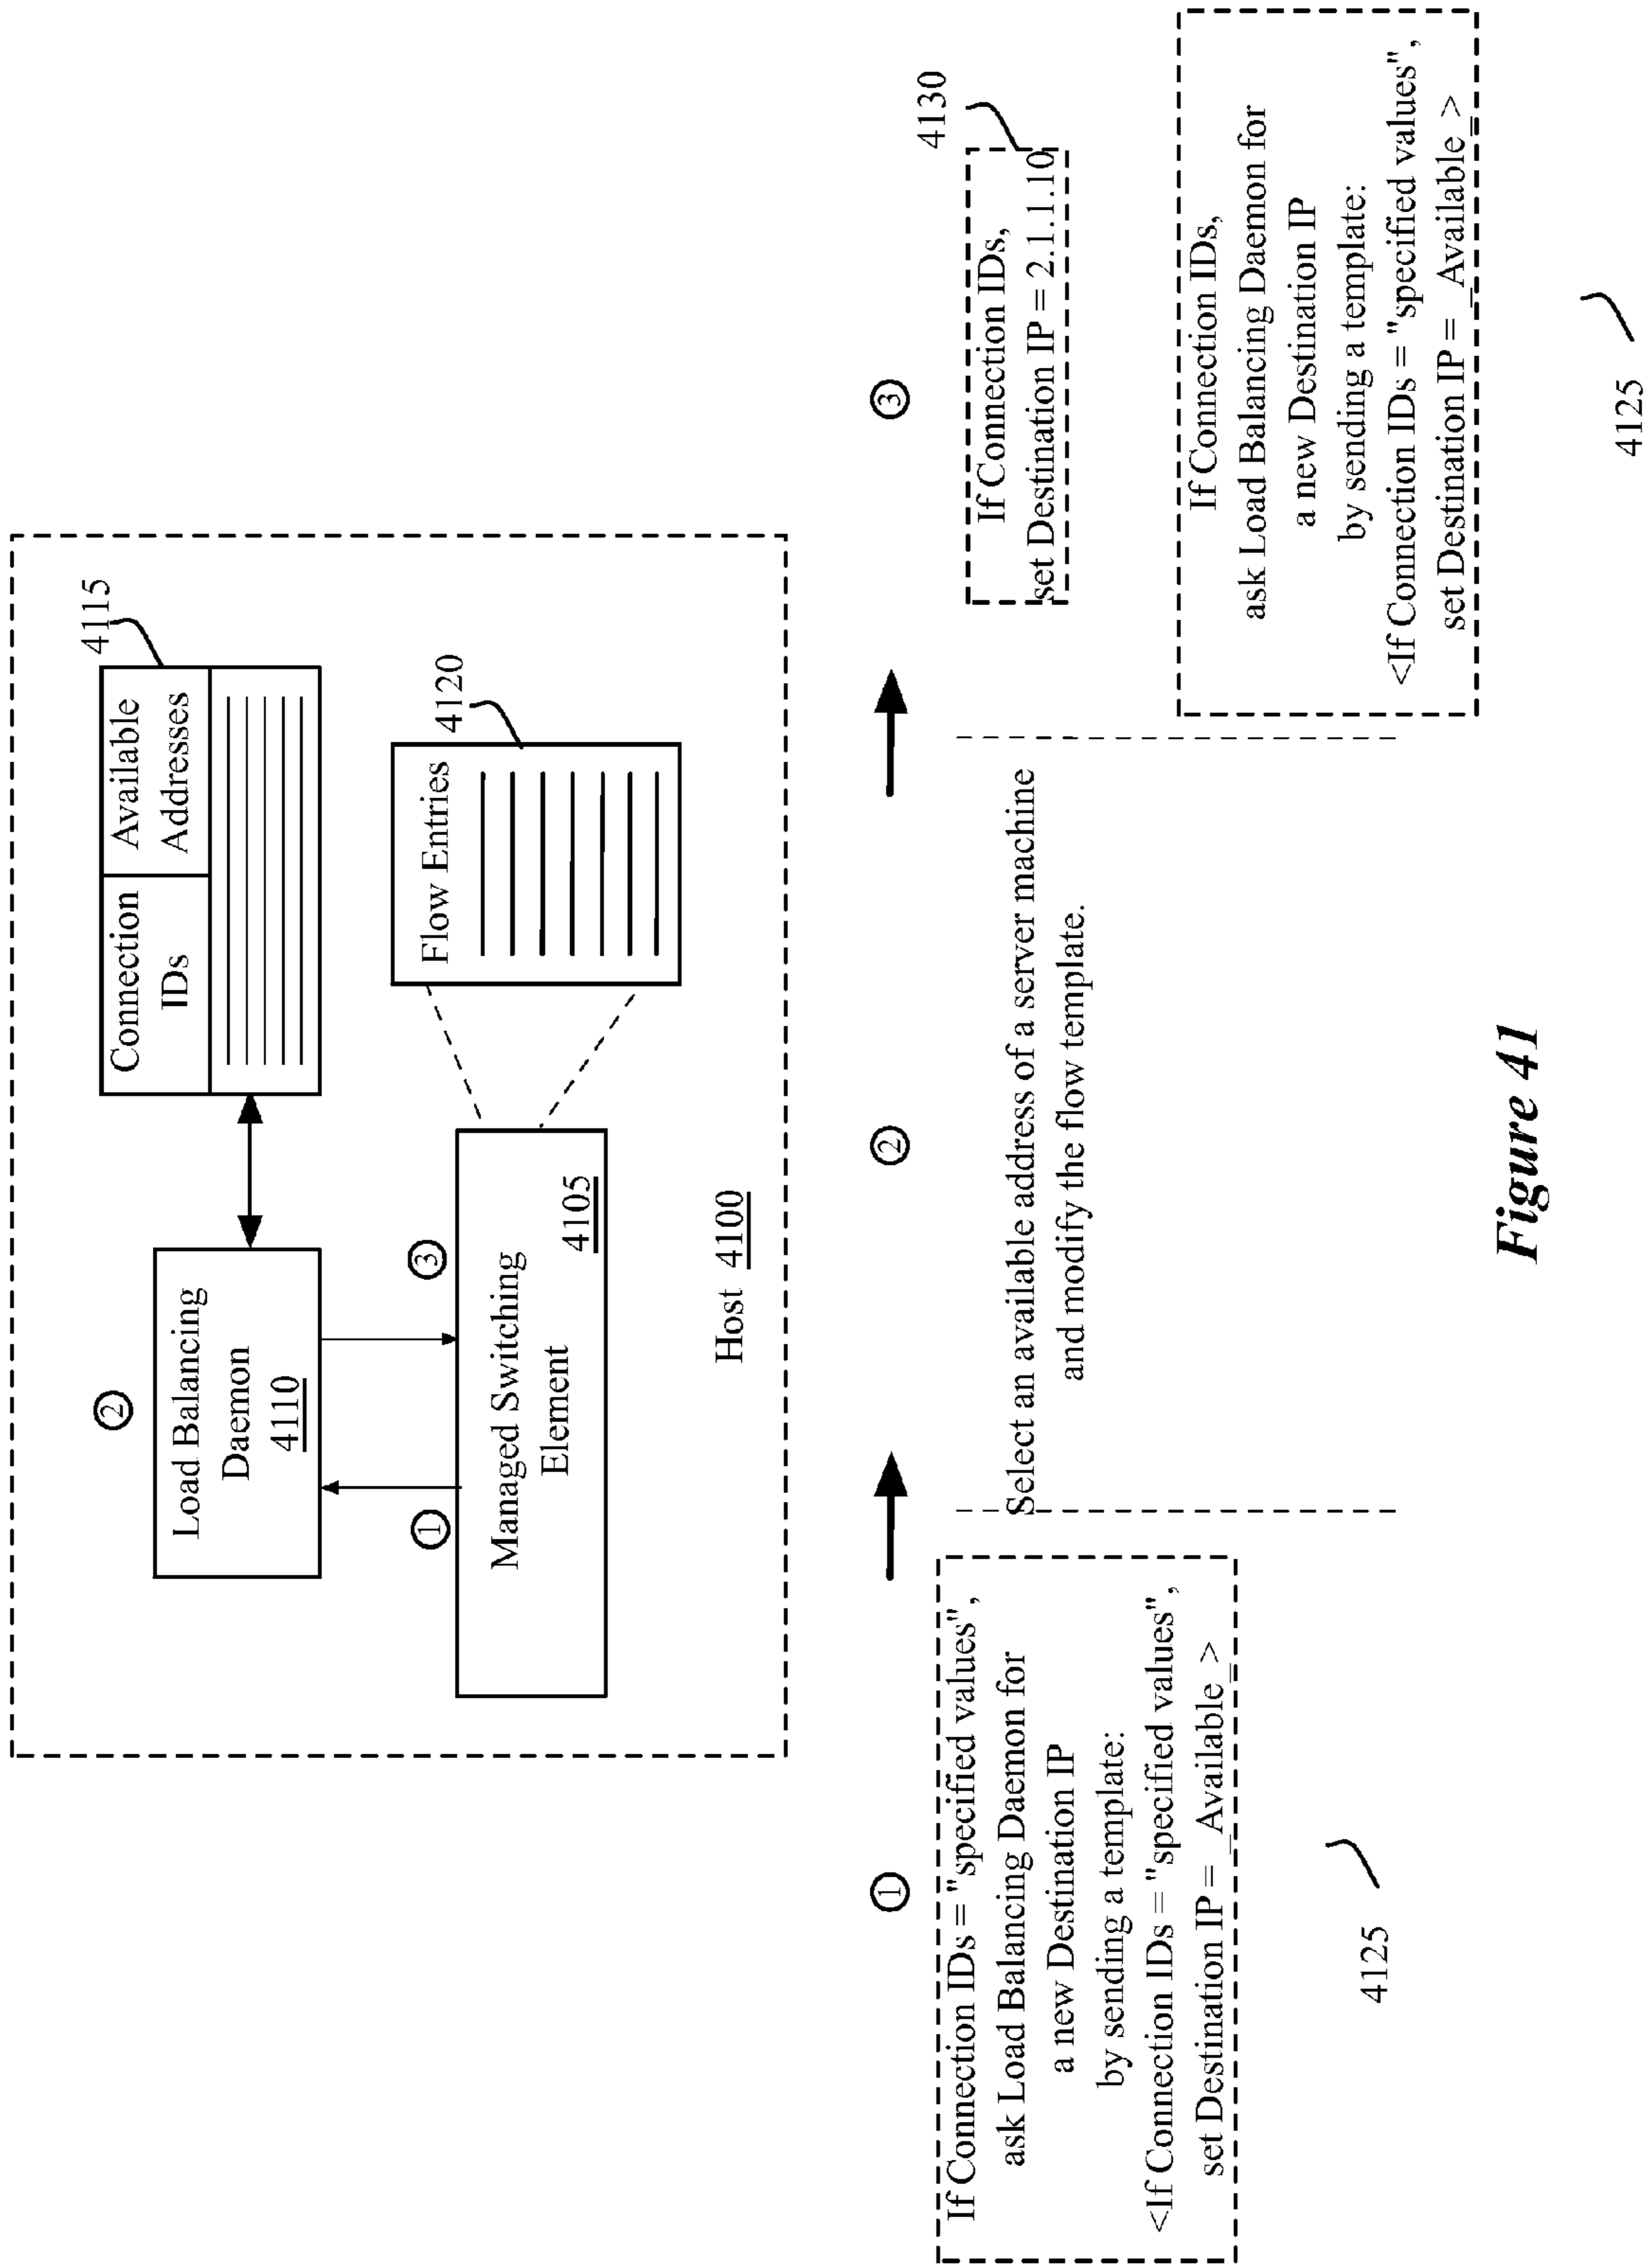 ②
Load Balancing
Daemon
4110
Connection
IDs
Available
Addresses
4115
①
③
Managed Switching
Element
4105
Flow Entries
4120
Host 4100
①
If Connection IDs = "specified values",
ask Load Balancing Daemon for
a new Destination IP
by sending a template:
<If Connection IDs = "specified values",
set Destination IP = _Available_>
4125
②
Select an available address of a server machine
and modify the flow template.
③
4130
If Connection IDs,
set Destination IP = 2.1.1.10
If Connection IDs,
ask Load Balancing Daemon for
a new Destination IP
by sending a template:
<If Connection IDs = "specified values",
set Destination IP = _Available_>
4125
Figure 41